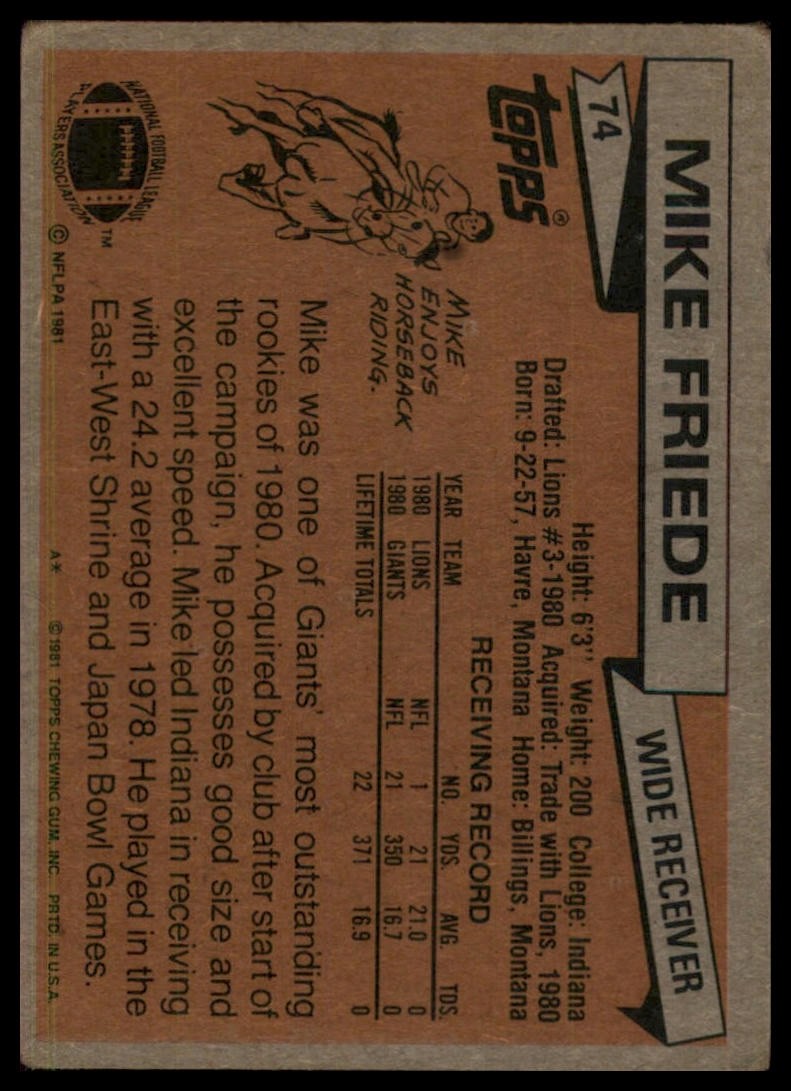 74
MIKE FRIEDE
WIDE RECEIVER
topps®
Height: 6'3" Weight: 200 College: Indiana
Drafted: Lions #3-1980 Acquired: Trade with Lions, 1980
Born: 9-22-57, Havre, Montana Home: Billings, Montana
MIKE
ENJOYS
HORSEBACK
RIDING.
RECEIVING RECORD
YEAR TEAM NO. YDS. AVG. TDS.
1980 LIONS NFL 1 21 21.0 0
1980 GIANTS NFL 21 350 16.7 0
LIFETIME TOTALS 22 371 16.9 0
Mike was one of Giants' most outstanding
rookies of 1980. Acquired by club after start of
the campaign, he possesses good size and
excellent speed. Mike led Indiana in receiving
with a 24.2 average in 1978. He played in the
East-West Shrine and Japan Bowl Games.
NATIONAL FOOTBALL LEAGUE
PLAYERS ASSOCIATION
TM
© NFLPA 1981
A* © 1981 TOPPS CHEWING GUM, INC. PRTD. IN U.S.A.